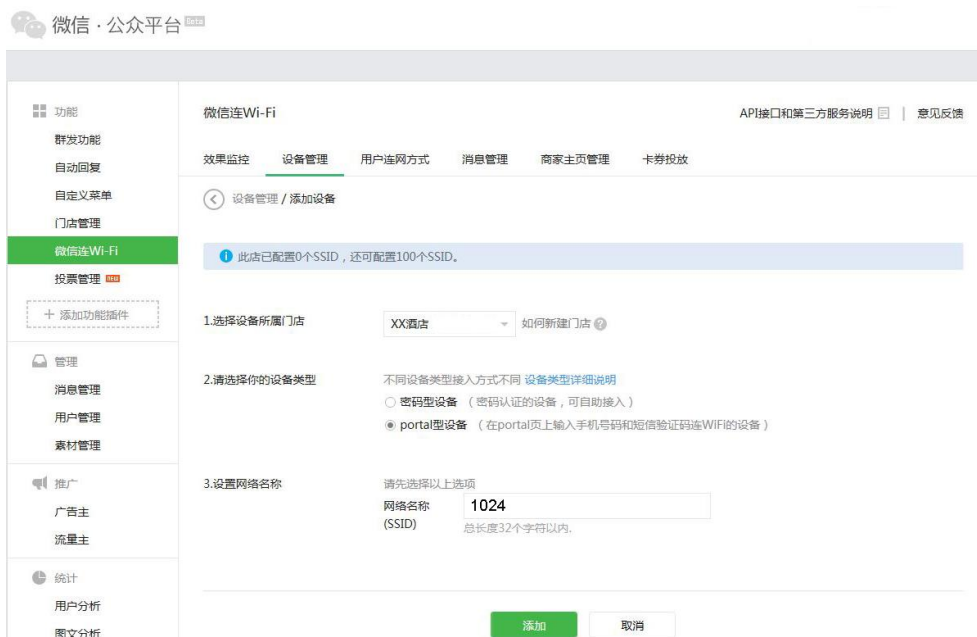 微信·公众平台 Beta
功能
群发功能
自动回复
自定义菜单
门店管理
微信连Wi-Fi
投票管理
+ 添加功能插件
管理
消息管理
用户管理
素材管理
推广
广告主
流量主
统计
用户分析
图文分析
微信连Wi-Fi
API接口和第三方服务说明 | 意见反馈
效果监控 设备管理 用户连网方式 消息管理 商家主页管理 卡券投放
设备管理 / 添加设备
此店已配置0个SSID，还可配置100个SSID。
1.选择设备所属门店 XX酒店 如何新建门店 ?
2.请选择你的设备类型 不同设备类型接入方式不同 设备类型详细说明
密码型设备 （密码认证的设备，可自助接入）
portal型设备 （在portal页上输入手机号码和短信验证码连WiFi的设备）
3.设置网络名称 请先选择以上选项
网络名称 1024
(SSID) 总长度32个字符以内.
添加 取消